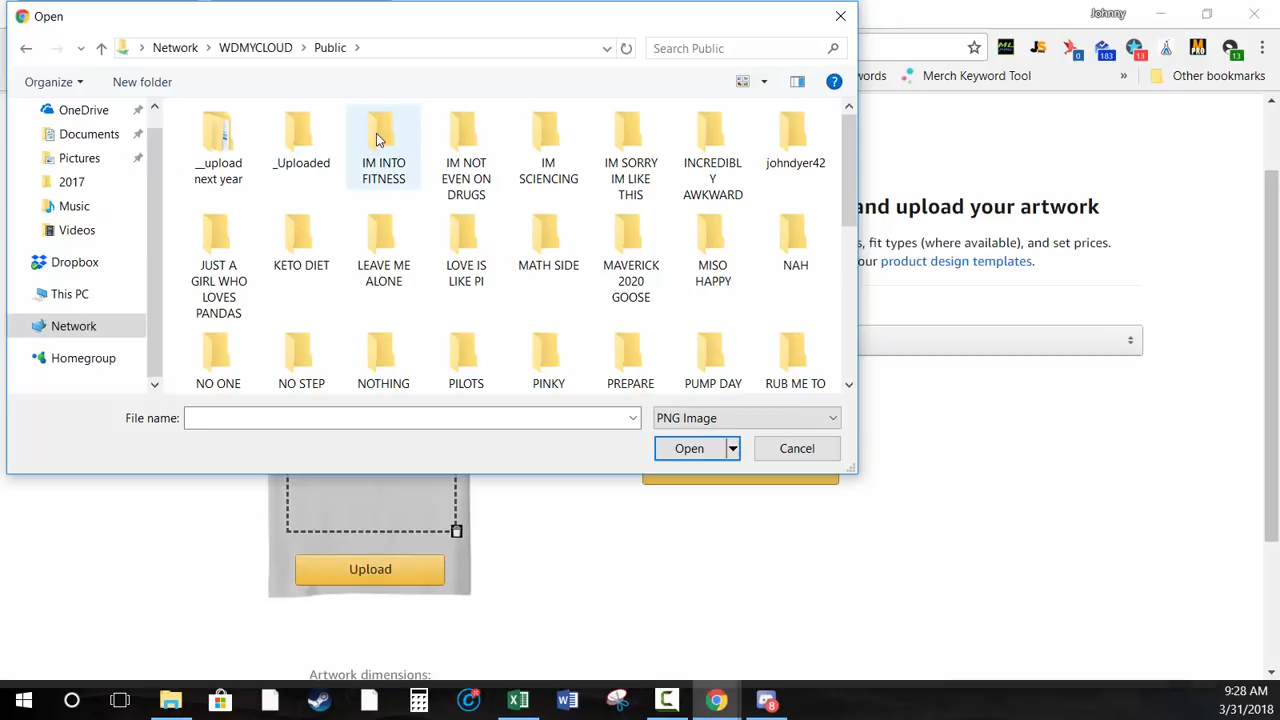 Open
Johnny
Network WDMYCLOUD Public
Search Public
0 183 13 13
Organize New folder
words Merch Keyword Tool » Other bookmarks
OneDrive
Documents
Pictures
2017
Music
Videos
Dropbox
This PC
Network
Homegroup
__upload
next year
_Uploaded
IM INTO
FITNESS
IM NOT
EVEN ON
DRUGS
IM
SCIENCING
IM SORRY
IM LIKE
THIS
INCREDIBL
Y
AWKWARD
johndyer42
JUST A
GIRL WHO
LOVES
PANDAS
KETO DIET
LEAVE ME
ALONE
LOVE IS
LIKE PI
MATH SIDE
MAVERICK
2020
GOOSE
MISO
HAPPY
NAH
NO ONE
NO STEP
NOTHING
PILOTS
PINKY
PREPARE
PUMP DAY
RUB ME TO
File name:
PNG Image
Open
Cancel
and upload your artwork
s, fit types (where available), and set prices.
our product design templates.
Upload
Artwork dimensions:
9:28 AM
3/31/2018